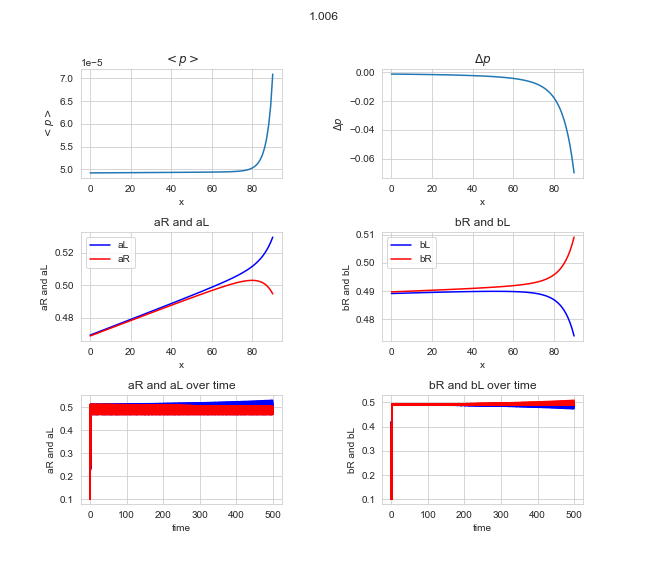 1.006
< p >
1e−5
7.0
6.5
6.0
5.5
5.0
< p >
0 20 40 60 80
x
Δp
0.00
−0.02
−0.04
−0.06
Δp
0 20 40 60 80
x
aR and aL
0.52
0.50
0.48
aR and aL
aL
aR
0 20 40 60 80
x
bR and bL
0.51
0.50
0.49
0.48
bR and bL
bL
bR
0 20 40 60 80
x
aR and aL over time
0.5
0.4
0.3
0.2
0.1
aR and aL
0 100 200 300 400 500
time
bR and bL over time
0.5
0.4
0.3
0.2
0.1
bR and bL
0 100 200 300 400 500
time